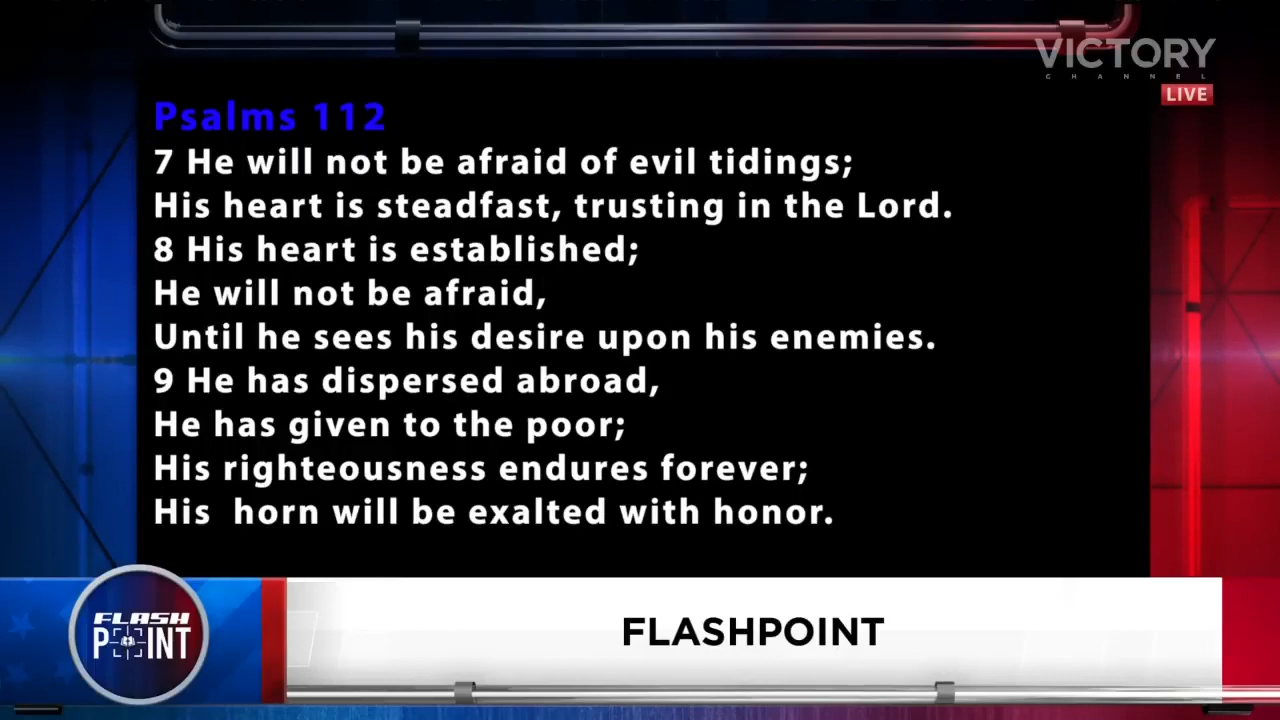 VICTORY
CHANNEL
LIVE
Psalms 112
7 He will not be afraid of evil tidings;
His heart is steadfast, trusting in the Lord.
8 His heart is established;
He will not be afraid,
Until he sees his desire upon his enemies.
9 He has dispersed abroad,
He has given to the poor;
His righteousness endures forever;
His  horn will be exalted with honor.
FLASH
POINT
FLASHPOINT